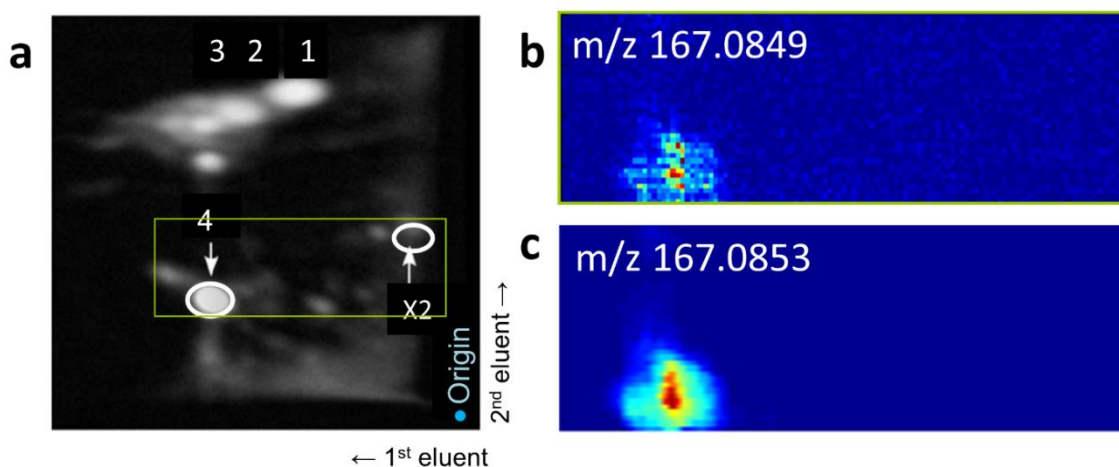 a
3 2 1
4
X2
Origin
2nd eluent →
← 1st eluent
b
m/z 167.0849
c
m/z 167.0853